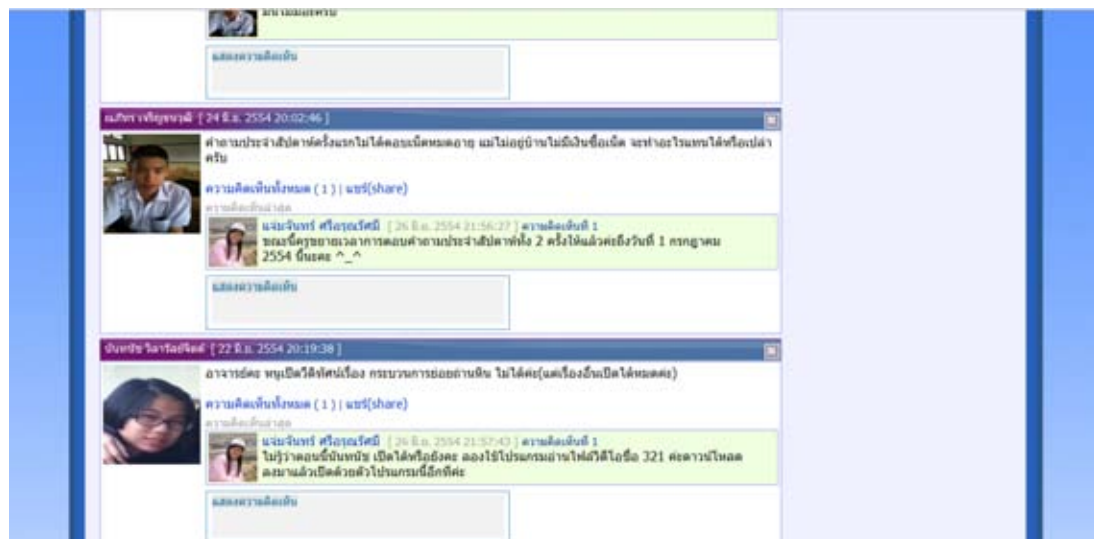 แสดงความคิดเห็น
[ 24 มิ.ย. 2554 20:02:46 ]
คำถามประจำสัปดาห์ครั้งแรกไม่ได้ตอบเน็ตหมดอายุ แม่ไม่อยู่บ้านไม่มีเงินซื้อเน็ต จะทำอะไรแทนได้หรือเปล่า
ครับ
ความคิดเห็นทั้งหมด ( 1 ) | แชร์(share)
ความคิดเห็นล่าสุด
แจ่มจันทร์ ศรีอรุณรัศมี [ 26 มิ.ย. 2554 21:56:27 ] ความคิดเห็นที่ 1
ขณะนี้ครูขยายเวลาการตอบคำถามประจำสัปดาห์ทั้ง 2 ครั้งให้แล้วค่ะถึงวันที่ 1 กรกฎาคม
2554 นี้นะคะ ^_^
แสดงความคิดเห็น
[ 22 มิ.ย. 2554 20:19:38 ]
อาจารย์คะ หนูเปิดวีดิทัศน์เรื่อง กระบวนการย่อยถ่านหิน ไม่ได้ค่ะ(แต่เรื่องอื่นเปิดได้หมดค่ะ)
ความคิดเห็นทั้งหมด ( 1 ) | แชร์(share)
ความคิดเห็นล่าสุด
แจ่มจันทร์ ศรีอรุณรัศมี [ 26 มิ.ย. 2554 21:57:43 ] ความคิดเห็นที่ 1
ไม่รู้ว่าตอนนี้นันทนัช เปิดได้หรือยังคะ ลองใช้โปรแกรมอ่านไฟล์วีดิโอชื่อ 321 ค่ะดาวน์โหลด
ลงมาแล้วเปิดด้วยตัวโปรแกรมนี้อีกทีค่ะ
แสดงความคิดเห็น